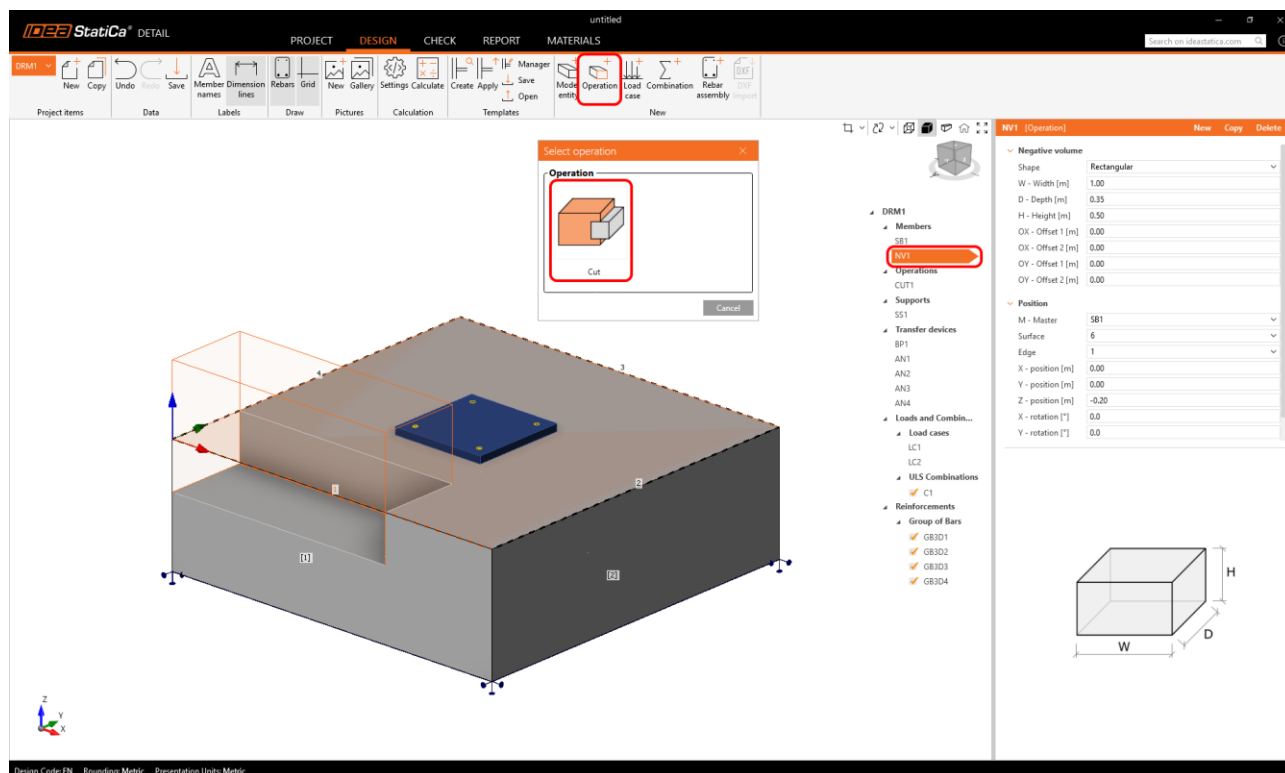 untitled
IDEA StatiCa® DETAIL
PROJECT DESIGN CHECK REPORT MATERIALS
Search on ideastatica.com
DRM1
New Copy Undo Redo Save Member names Dimension lines Rebars Grid New Gallery Settings Calculate Create Apply Manager Save Open Model entity Operation Load case Combination Rebar assembly DXF Import
Project items Data Labels Draw Pictures Calculation Templates New
Select operation
Operation
Cut
Cancel
DRM1
Members
SB1
NV1
Operations
CUT1
Supports
SS1
Transfer devices
BP1
AN1
AN2
AN3
AN4
Loads and Combin...
Load cases
LC1
LC2
ULS Combinations
C1
Reinforcements
Group of Bars
GB3D1
GB3D2
GB3D3
GB3D4
4
3
1
2
[1]
[2]
Z
Y
X
NV1 [Operation] New Copy Delete
Negative volume
Shape Rectangular
W - Width [m] 1.00
D - Depth [m] 0.35
H - Height [m] 0.50
OX - Offset 1 [m] 0.00
OX - Offset 2 [m] 0.00
OY - Offset 1 [m] 0.00
OY - Offset 2 [m] 0.00
Position
M - Master SB1
Surface 6
Edge 1
X - position [m] 0.00
Y - position [m] 0.00
Z - position [m] -0.20
X - rotation [°] 0.0
Y - rotation [°] 0.0
H
D
W
Design Code: EN Rounding: Metric Presentation Units: Metric